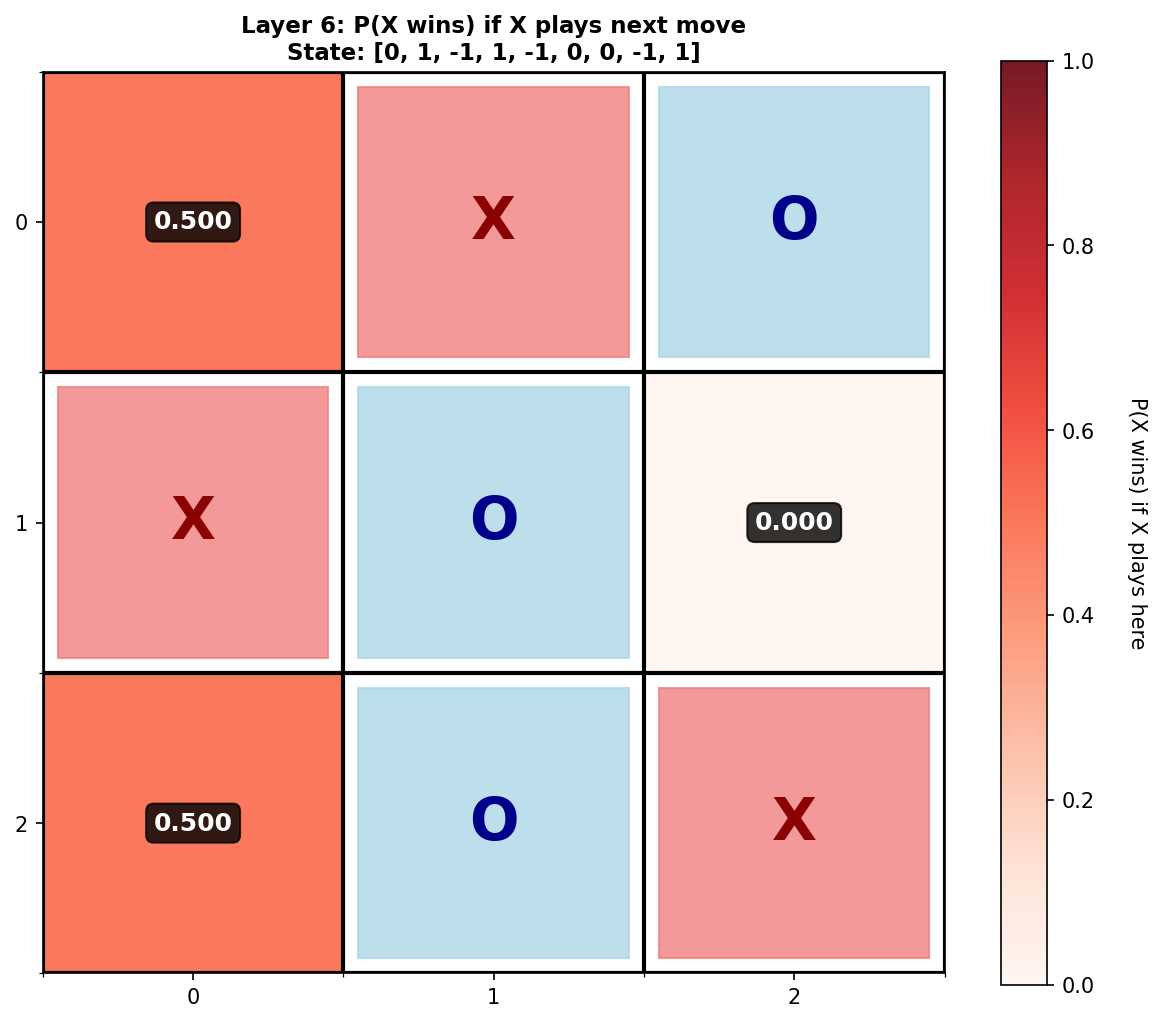 Layer 6: P(X wins) if X plays next move
State: [0, 1, -1, 1, -1, 0, 0, -1, 1]
0
0.500
X
O
1
X
O
0.000
2
0.500
O
X
0
1
2
1.0
0.8
0.6
0.4
0.2
0.0
P(X wins) if X plays here